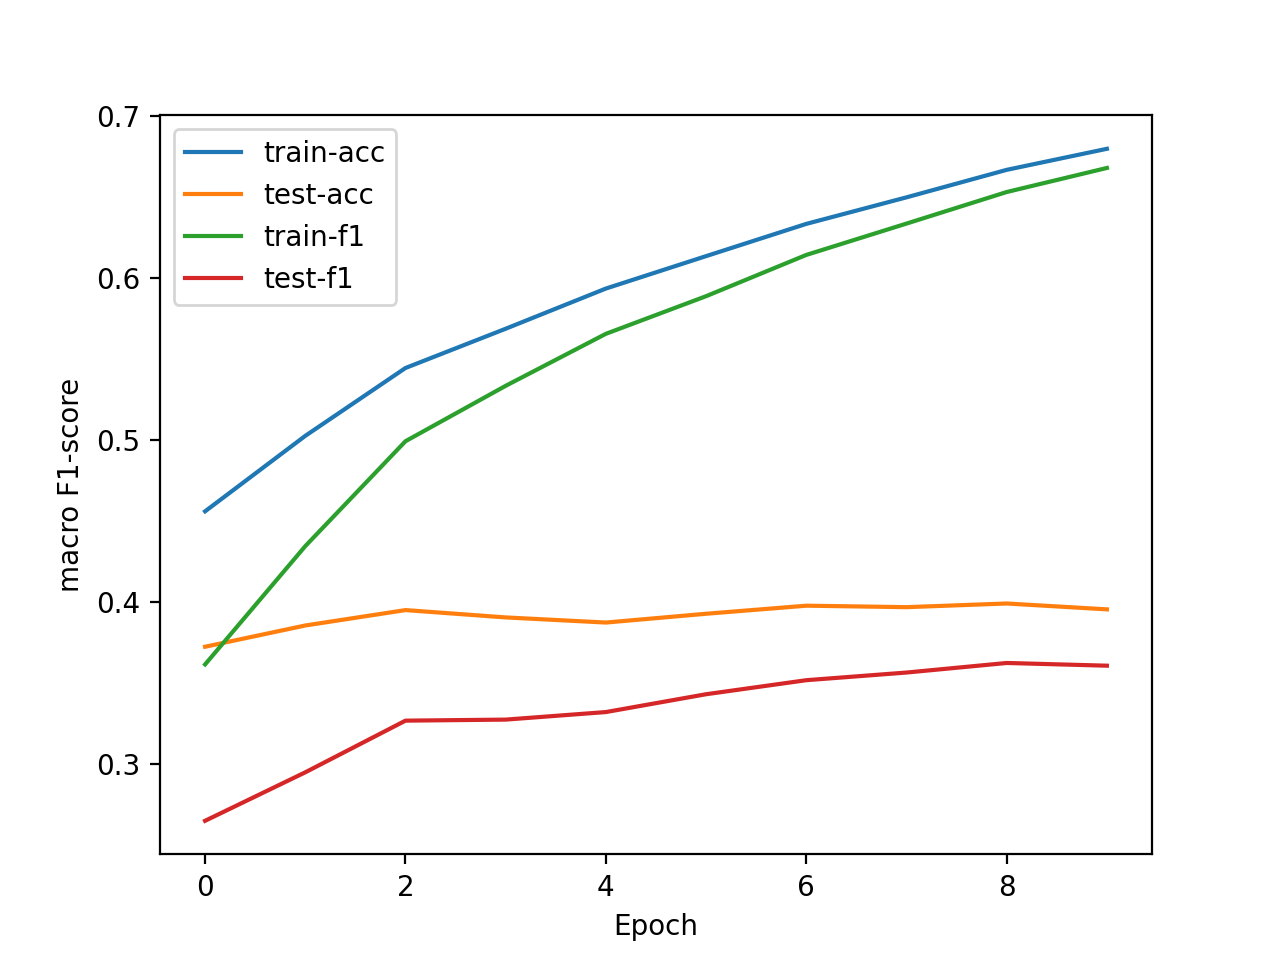 0.7
0.6
0.5
0.4
0.3
macro F1-score
train-acc
test-acc
train-f1
test-f1
0 2 4 6 8
Epoch